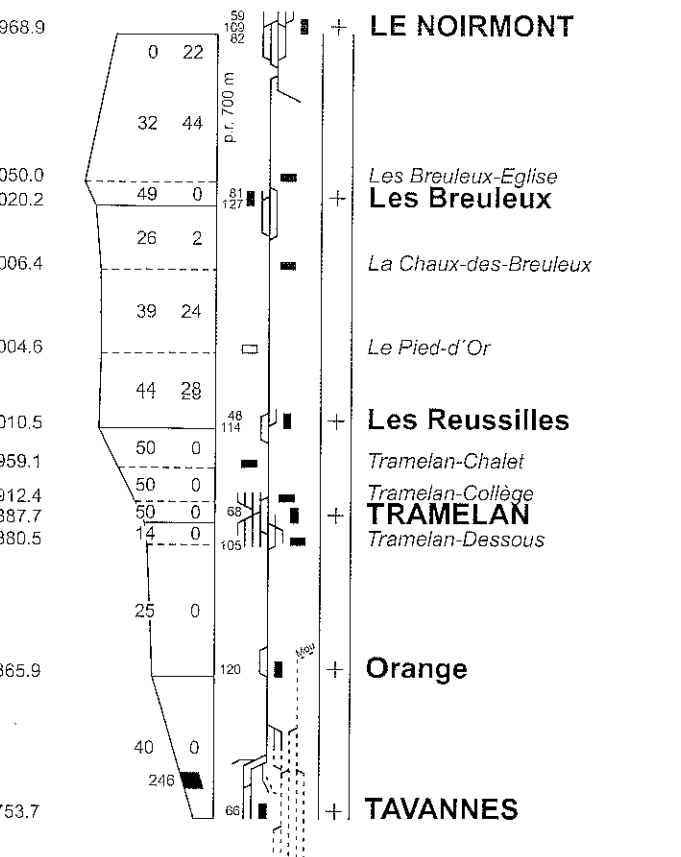 968.9 59 109 82 + LE NOIRMONT
0 22
p.r. 700 m
32 44
050.0 Les Breuleux-Eglise
020.2 49 0 81 127 + Les Breuleux
26 2
006.4 La Chaux-des-Breuleux
39 24
004.6 Le Pied-d'Or
44 28
010.5 48 114 + Les Reussilles
50 0
959.1 Tramelan-Chalet
50 0
912.4 Tramelan-Collège
887.7 50 0 68 + TRAMELAN
880.5 14 0 105 Tramelan-Dessous
25 0
Mou
865.9 120 + Orange
40 0
246
753.7 66 + TAVANNES